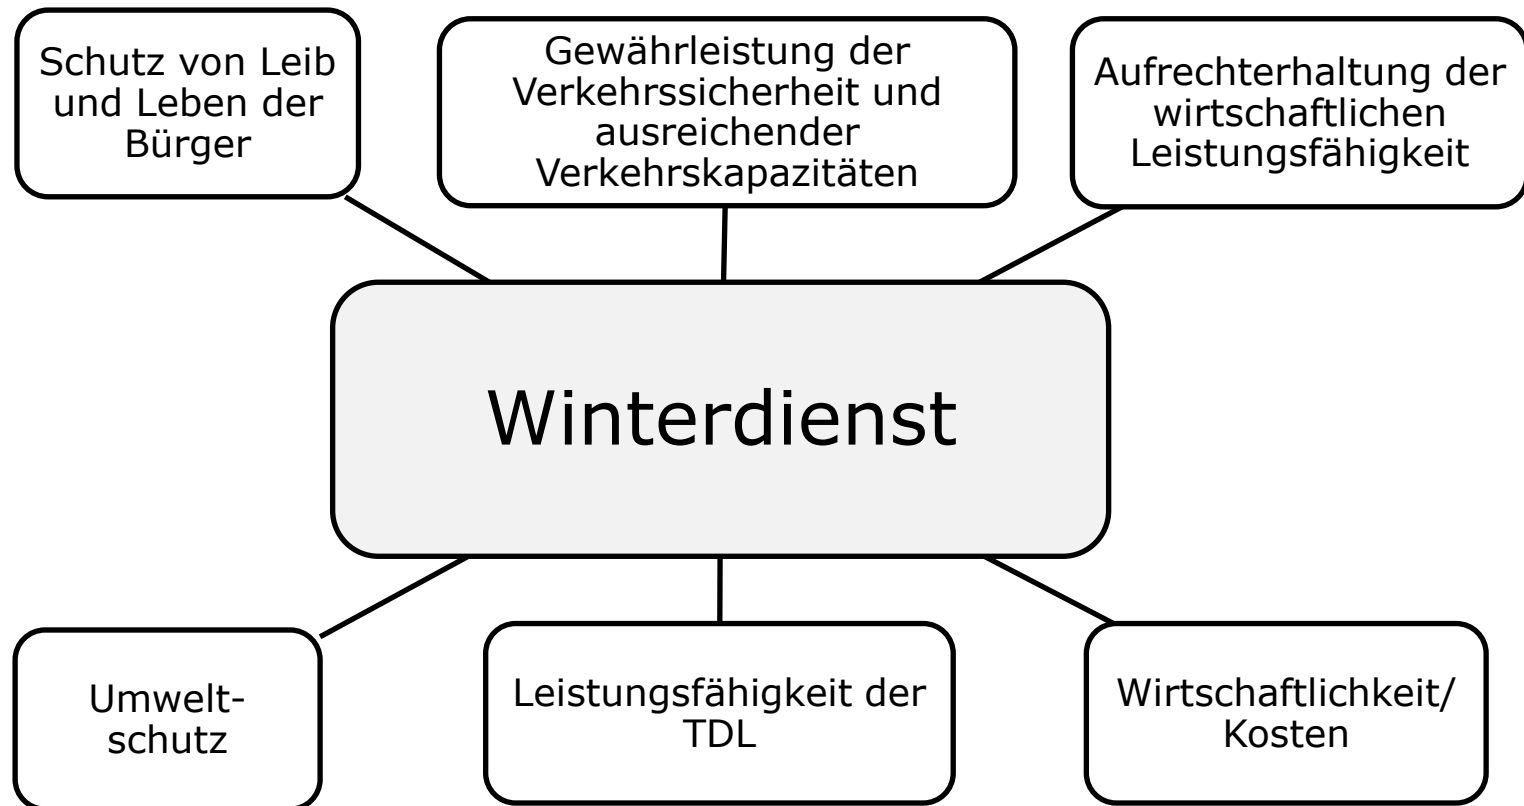 Schutz von Leib
und Leben der
Bürger
Gewährleistung der
Verkehrssicherheit und
ausreichender
Verkehrskapazitäten
Aufrechterhaltung der
wirtschaftlichen
Leistungsfähigkeit
Winterdienst
Umwelt-
schutz
Leistungsfähigkeit der
TDL
Wirtschaftlichkeit/
Kosten